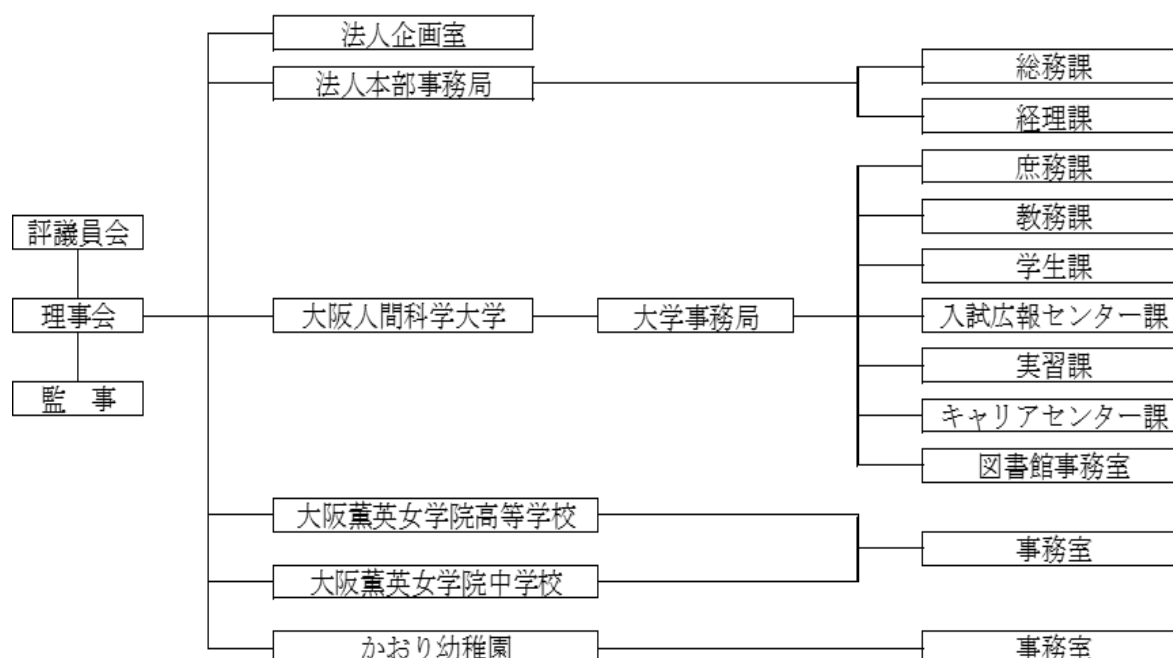 法人企画室
法人本部事務局
総務課
経理課
庶務課
教務課
学生課
評議員会
理事会
監　事
大阪人間科学大学
大学事務局
入試広報センター課
実習課
キャリアセンター課
図書館事務室
大阪薫英女学院高等学校
大阪薫英女学院中学校
事務室
かおり幼稚園
事務室